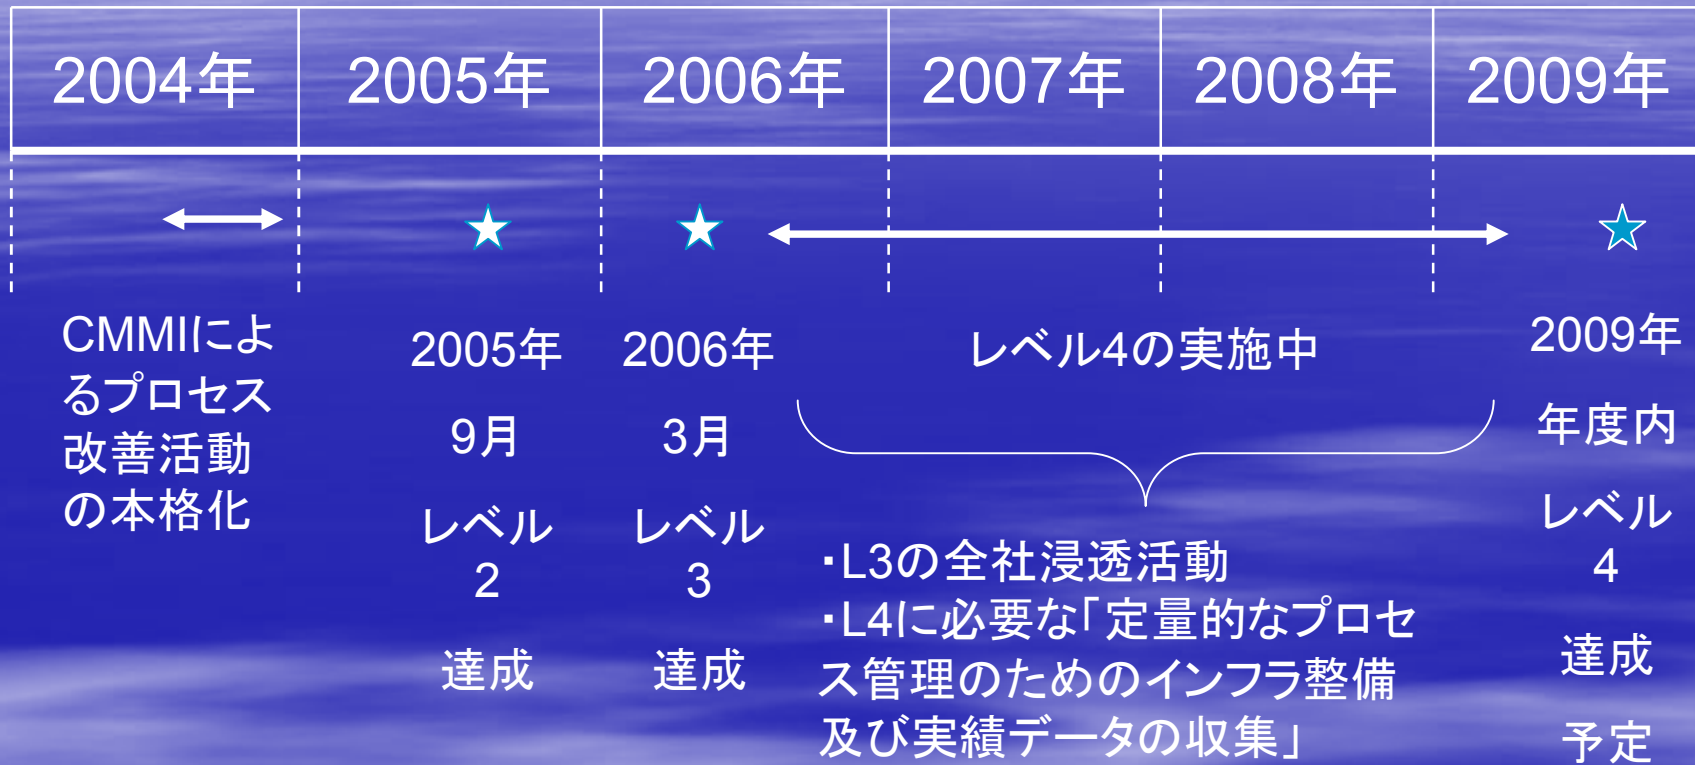 2004年 2005年 2006年 2007年 2008年 2009年
CMMIによ
るプロセス
改善活動
の本格化
2005年
9月
レベル
2
達成
2006年
3月
レベル
3
達成
レベル4の実施中
・L3の全社浸透活動
・L4に必要な「定量的なプロセ
ス管理のためのインフラ整備
及び実績データの収集」
2009年
年度内
レベル
4
達成
予定